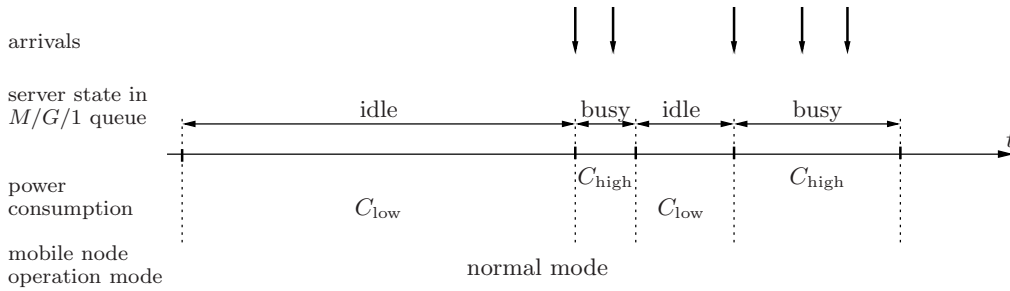 arrivals
server state in
M/G/1 queue
idle
busy
idle
busy
t
power
consumption
C_low
C_high
C_low
C_high
mobile node
operation mode
normal mode